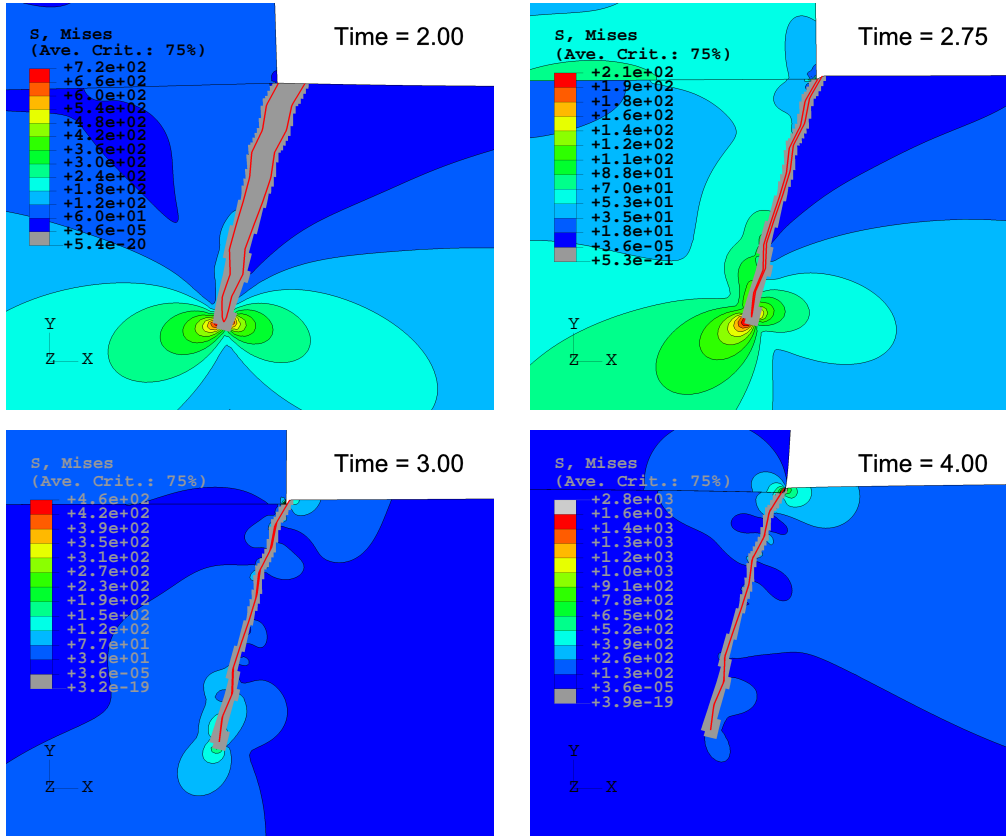 S, Mises
(Ave. Crit.: 75%)
+7.2e+02
+6.6e+02
+6.0e+02
+5.4e+02
+4.8e+02
+4.2e+02
+3.6e+02
+3.0e+02
+2.4e+02
+1.8e+02
+1.2e+02
+6.0e+01
+3.6e-05
+5.4e-20
Time = 2.00
Y
Z X
S, Mises
(Ave. Crit.: 75%)
+2.1e+02
+1.9e+02
+1.8e+02
+1.6e+02
+1.4e+02
+1.2e+02
+1.1e+02
+8.8e+01
+7.0e+01
+5.3e+01
+3.5e+01
+1.8e+01
+3.6e-05
+5.3e-21
Time = 2.75
Y
Z X
S, Mises
(Ave. Crit.: 75%)
+4.6e+02
+4.2e+02
+3.9e+02
+3.5e+02
+3.1e+02
+2.7e+02
+2.3e+02
+1.9e+02
+1.5e+02
+1.2e+02
+7.7e+01
+3.9e+01
+3.6e-05
+3.2e-19
Time = 3.00
Y
Z X
S, Mises
(Ave. Crit.: 75%)
+2.8e+03
+1.6e+03
+1.4e+03
+1.3e+03
+1.2e+03
+1.0e+03
+9.1e+02
+7.8e+02
+6.5e+02
+5.2e+02
+3.9e+02
+2.6e+02
+1.3e+02
+3.6e-05
+3.9e-19
Time = 4.00
Y
Z X